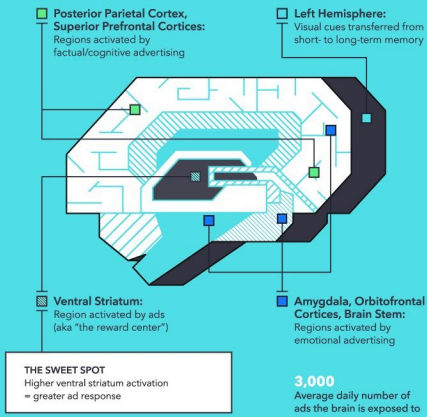 Posterior Parietal Cortex,
Superior Prefrontal Cortices:
Regions activated by
factual/cognitive advertising
Left Hemisphere:
Visual cues transferred from
short- to long-term memory
Ventral Striatum:
Region activated by ads
(aka "the reward center")
Amygdala, Orbitofrontal
Cortices, Brain Stem:
Regions activated by
emotional advertising
THE SWEET SPOT
Higher ventral striatum activation
= greater ad response
3,000
Average daily number of
ads the brain is exposed to